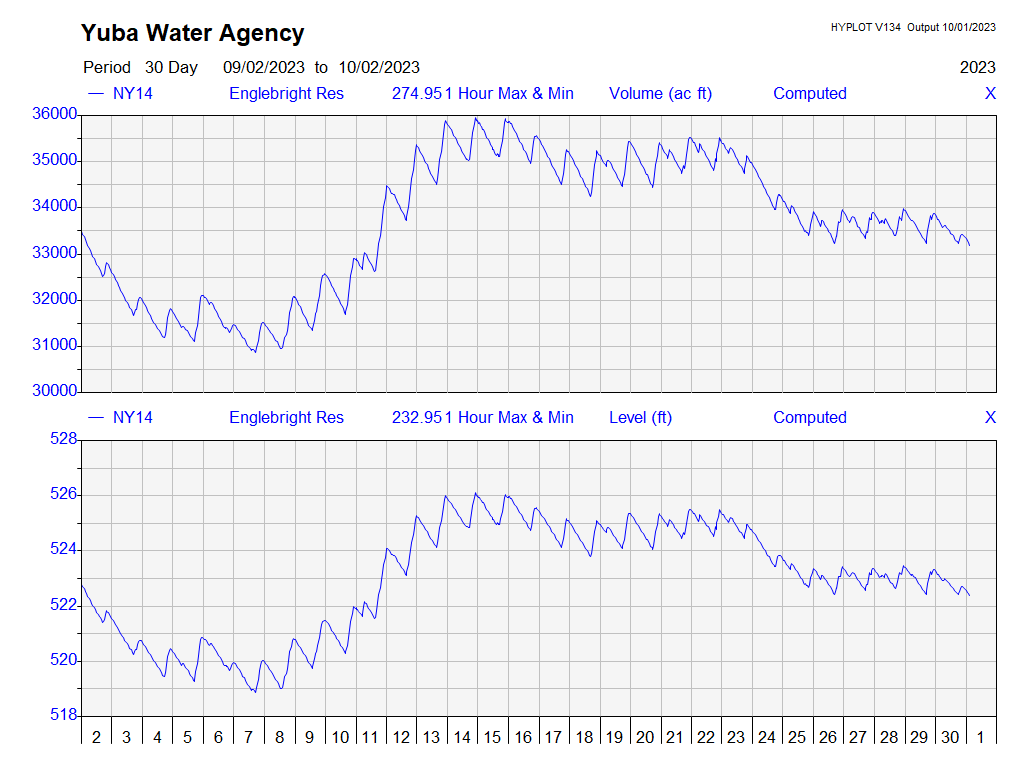 Yuba Water Agency
HYPLOT V134 Output 10/01/2023
Period 30 Day 09/02/2023 to 10/02/2023 2023
— NY14 Englebright Res 274.951 Hour Max & Min Volume (ac ft) Computed X
36000
35000
34000
33000
32000
31000
30000
— NY14 Englebright Res 232.951 Hour Max & Min Level (ft) Computed X
528
526
524
522
520
518
2 3 4 5 6 7 8 9 10 11 12 13 14 15 16 17 18 19 20 21 22 23 24 25 26 27 28 29 30 1